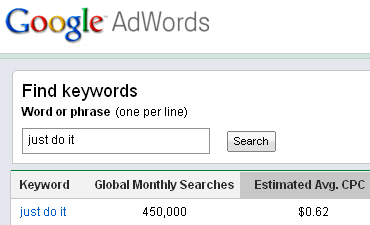 Google™ AdWords
Find keywords
Word or phrase (one per line)
just do it
Search
Keyword Global Monthly Searches Estimated Avg. CPC
just do it 450,000 $0.62